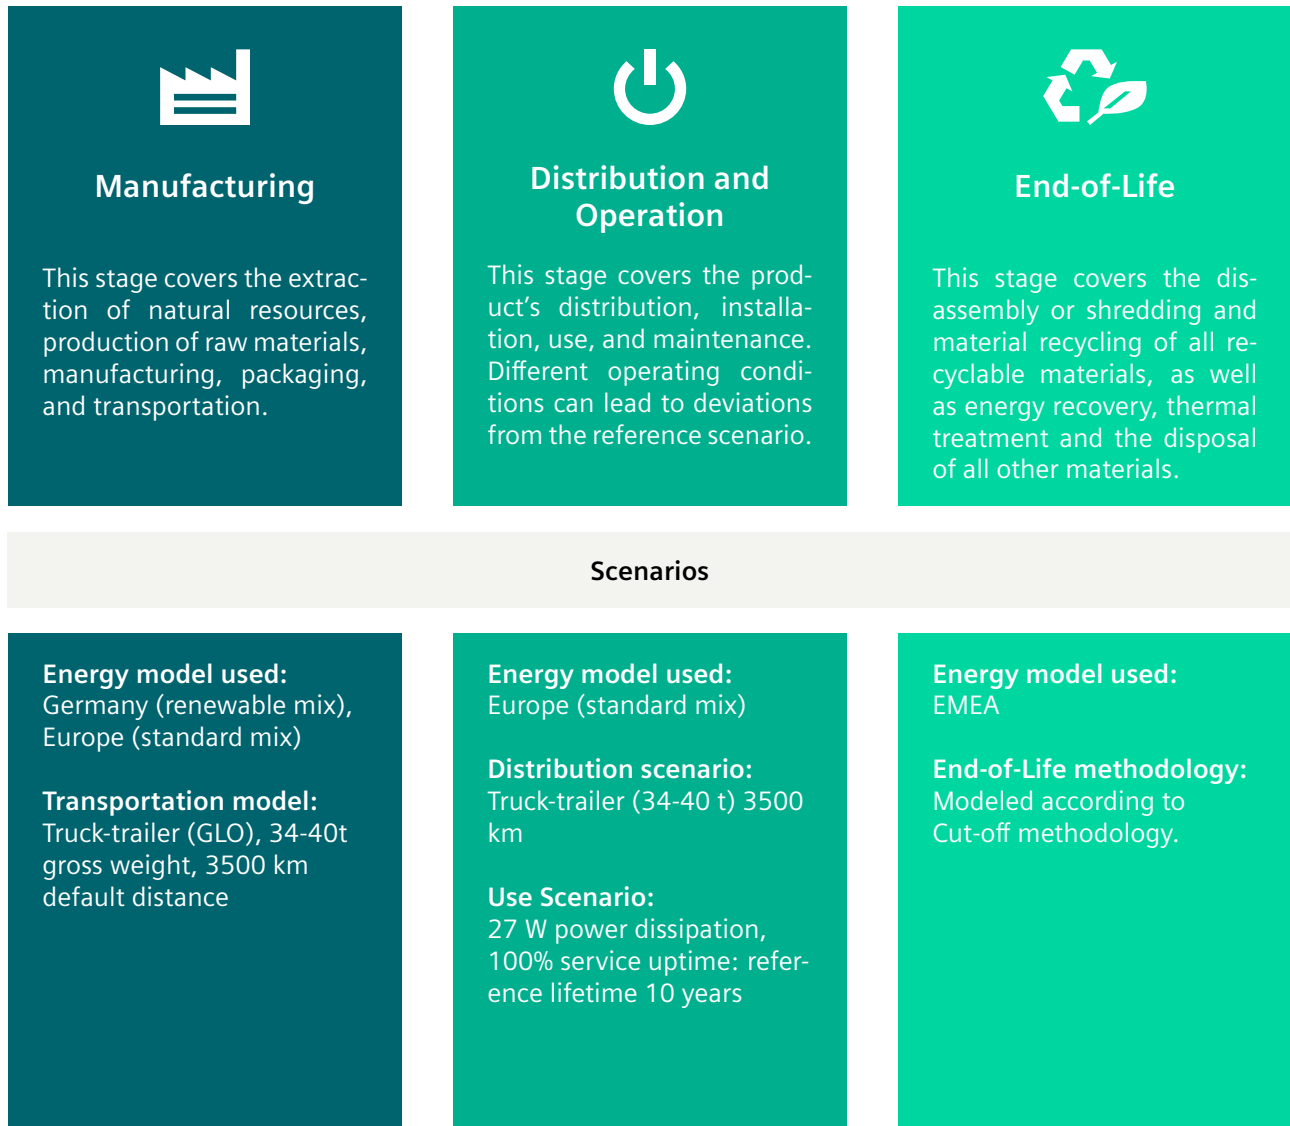 Manufacturing
This stage covers the extrac-
tion of natural resources,
production of raw materials,
manufacturing, packaging,
and transportation.
Distribution and
Operation
This stage covers the prod-
uct's distribution, installa-
tion, use, and maintenance.
Different operating condi-
tions can lead to deviations
from the reference scenario.
End-of-Life
This stage covers the dis-
assembly or shredding and
material recycling of all re-
cyclable materials, as well
as energy recovery, thermal
treatment and the disposal
of all other materials.
Scenarios
Energy model used:
Germany (renewable mix),
Europe (standard mix)
Transportation model:
Truck-trailer (GLO), 34-40t
gross weight, 3500 km
default distance
Energy model used:
Europe (standard mix)
Distribution scenario:
Truck-trailer (34-40 t) 3500
km
Use Scenario:
27 W power dissipation,
100% service uptime: refer-
ence lifetime 10 years
Energy model used:
EMEA
End-of-Life methodology:
Modeled according to
Cut-off methodology.